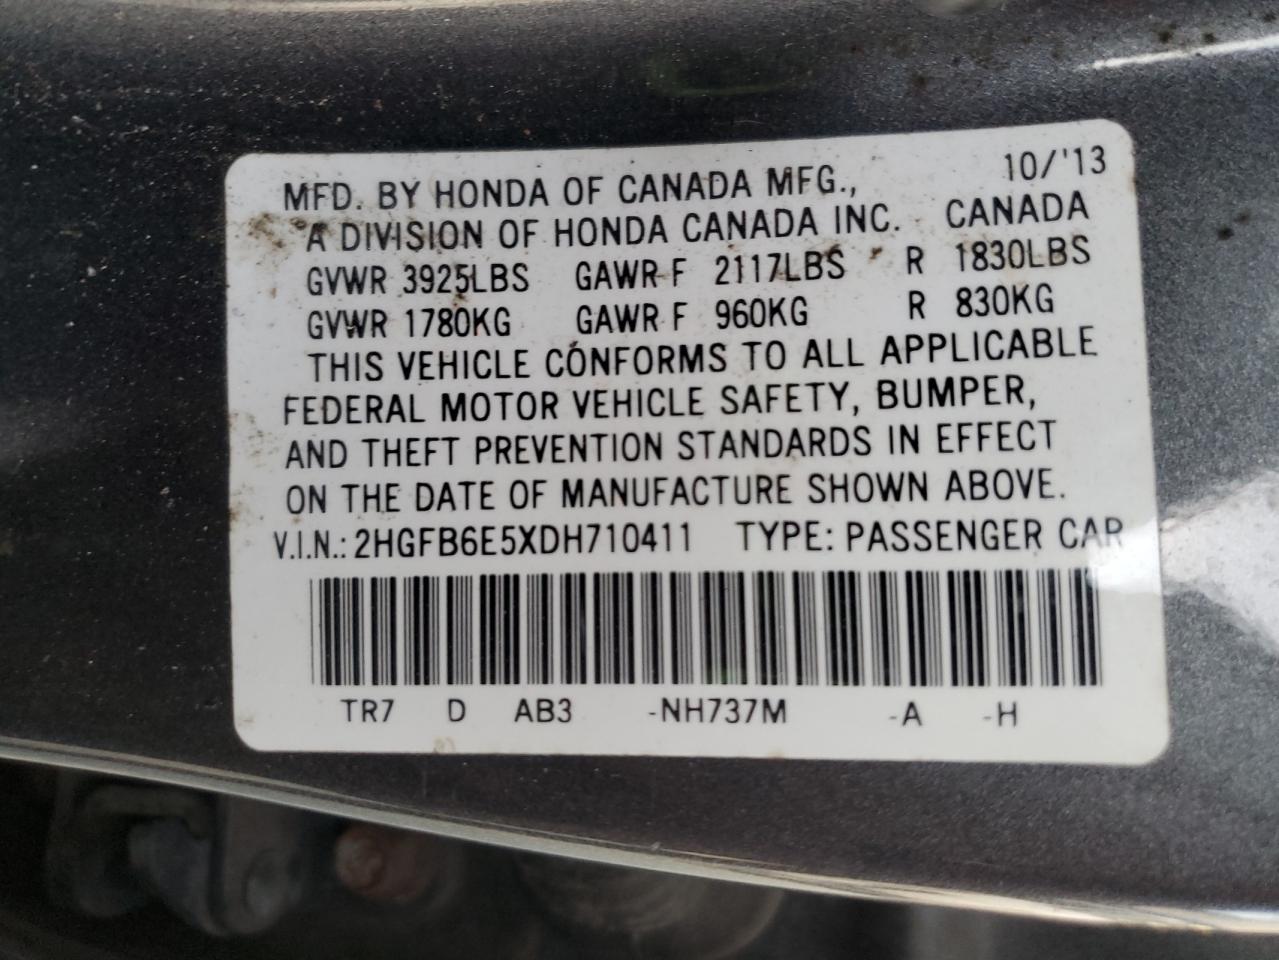 MFD. BY HONDA OF CANADA MFG., 10/'13
A DIVISION OF HONDA CANADA INC. CANADA
GVWR 3925LBS GAWR F 2117LBS R 1830LBS
GVWR 1780KG GAWR F 960KG R 830KG
THIS VEHICLE CONFORMS TO ALL APPLICABLE
FEDERAL MOTOR VEHICLE SAFETY, BUMPER,
AND THEFT PREVENTION STANDARDS IN EFFECT
ON THE DATE OF MANUFACTURE SHOWN ABOVE.
V.I.N.: 2HGFB6E5XDH710411 TYPE: PASSENGER CAR
TR7 D AB3 -NH737M -A -H